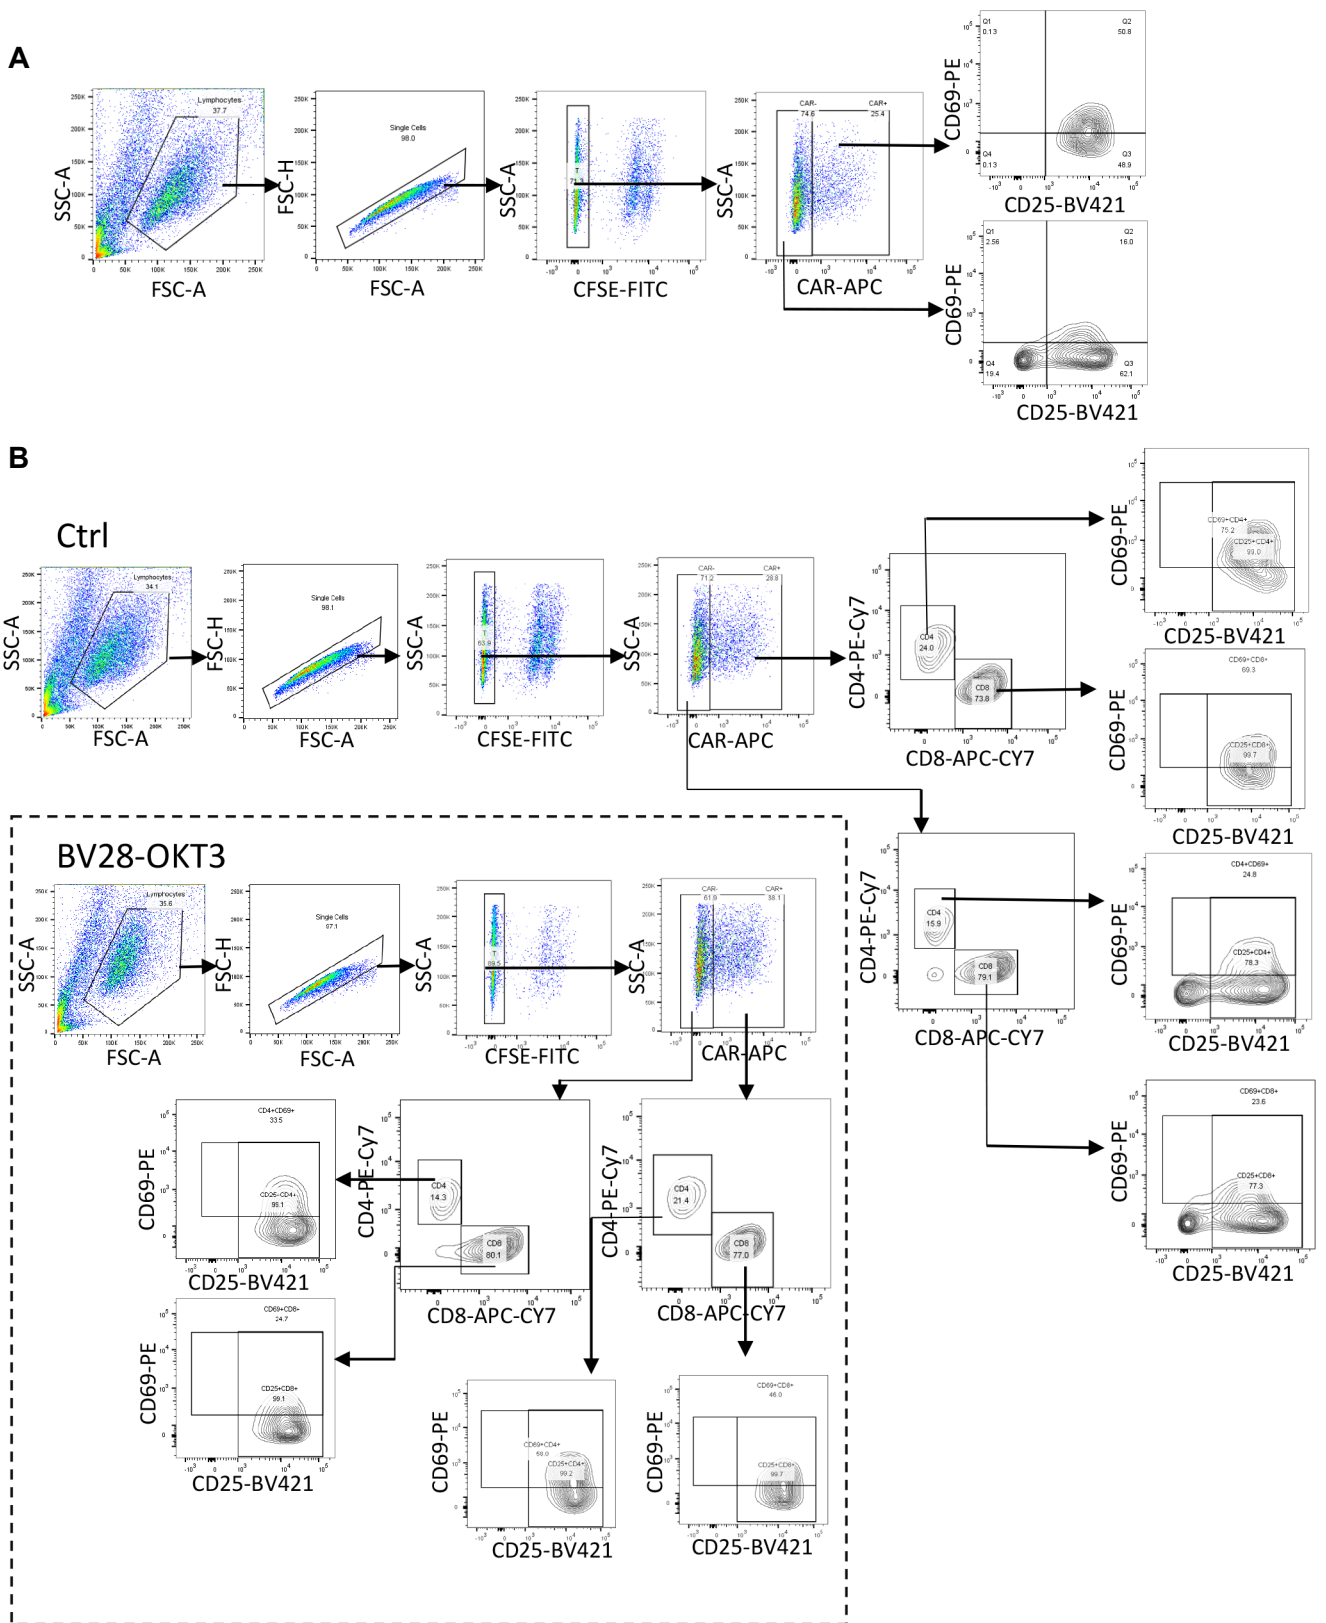 A
Lymphocytes
37.7
SSC-A
FSC-A
Single Cells
98.0
FSC-H
FSC-A
T
SSC-A
CFSE-FITC
CAR-
74.6
CAR+
25.4
SSC-A
CAR-APC
Q1
0.13
Q2
50.8
Q4
0.13
Q3
48.9
CD69-PE
CD25-BV421
Q1
2.56
Q2
16.0
Q4
19.4
Q3
62.1
CD69-PE
CD25-BV421
B
Ctrl
Lymphocytes
34.1
SSC-A
FSC-A
Single Cells
98.1
FSC-H
FSC-A
T
63.9
SSC-A
CFSE-FITC
CAR-
71.2
CAR+
28.8
SSC-A
CAR-APC
CD4
24.0
CD8
73.8
CD4-PE-Cy7
CD8-APC-CY7
CD69+CD4+
75.2
CD25+CD4+
99.0
CD69-PE
CD25-BV421
CD69+CD8+
69.3
CD25+CD8+
99.7
CD69-PE
CD25-BV421
CD4
15.9
CD8
79.1
CD4-PE-Cy7
CD8-APC-CY7
CD4+CD69+
24.8
CD25+CD4+
78.3
CD69-PE
CD25-BV421
CD69+CD8+
23.6
CD25+CD8+
77.3
CD69-PE
CD25-BV421
BV28-OKT3
Lymphocytes
35.6
SSC-A
FSC-A
Single Cells
97.1
FSC-H
FSC-A
T
89.5
SSC-A
CFSE-FITC
CAR-
61.9
CAR+
38.1
SSC-A
CAR-APC
CD4+CD69+
33.5
CD25+CD4+
CD69-PE
CD25-BV421
CD4
14.3
CD8
80.1
CD4-PE-Cy7
CD8-APC-CY7
CD4
21.4
CD8
77.0
CD4-PE-Cy7
CD8-APC-CY7
CD69+CD8+
24.7
CD25+CD8+
99.1
CD69-PE
CD25-BV421
CD69+CD4+
CD25+CD4+
99.2
CD69-PE
CD25-BV421
CD69+CD8+
46.0
CD25+CD8+
99.7
CD69-PE
CD25-BV421